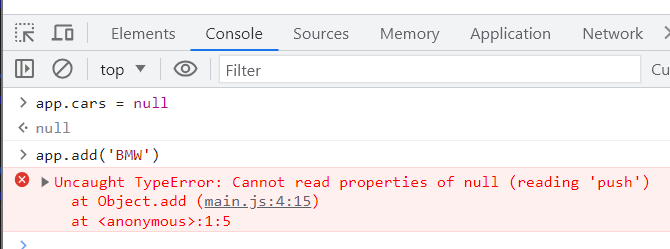 Elements Console Sources Memory Application Network
top Filter Cu
app.cars = null
null
app.add('BMW')
Uncaught TypeError: Cannot read properties of null (reading 'push')
at Object.add (main.js:4:15)
at <anonymous>:1:5